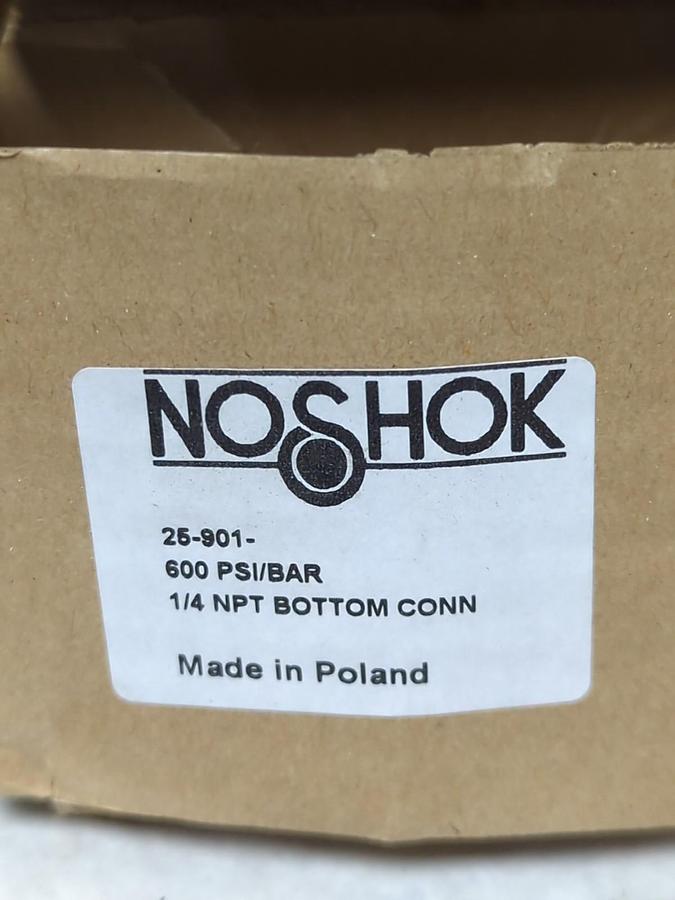 NOSHOK
25-901-
600 PSI/BAR
1/4 NPT BOTTOM CONN
Made in Poland